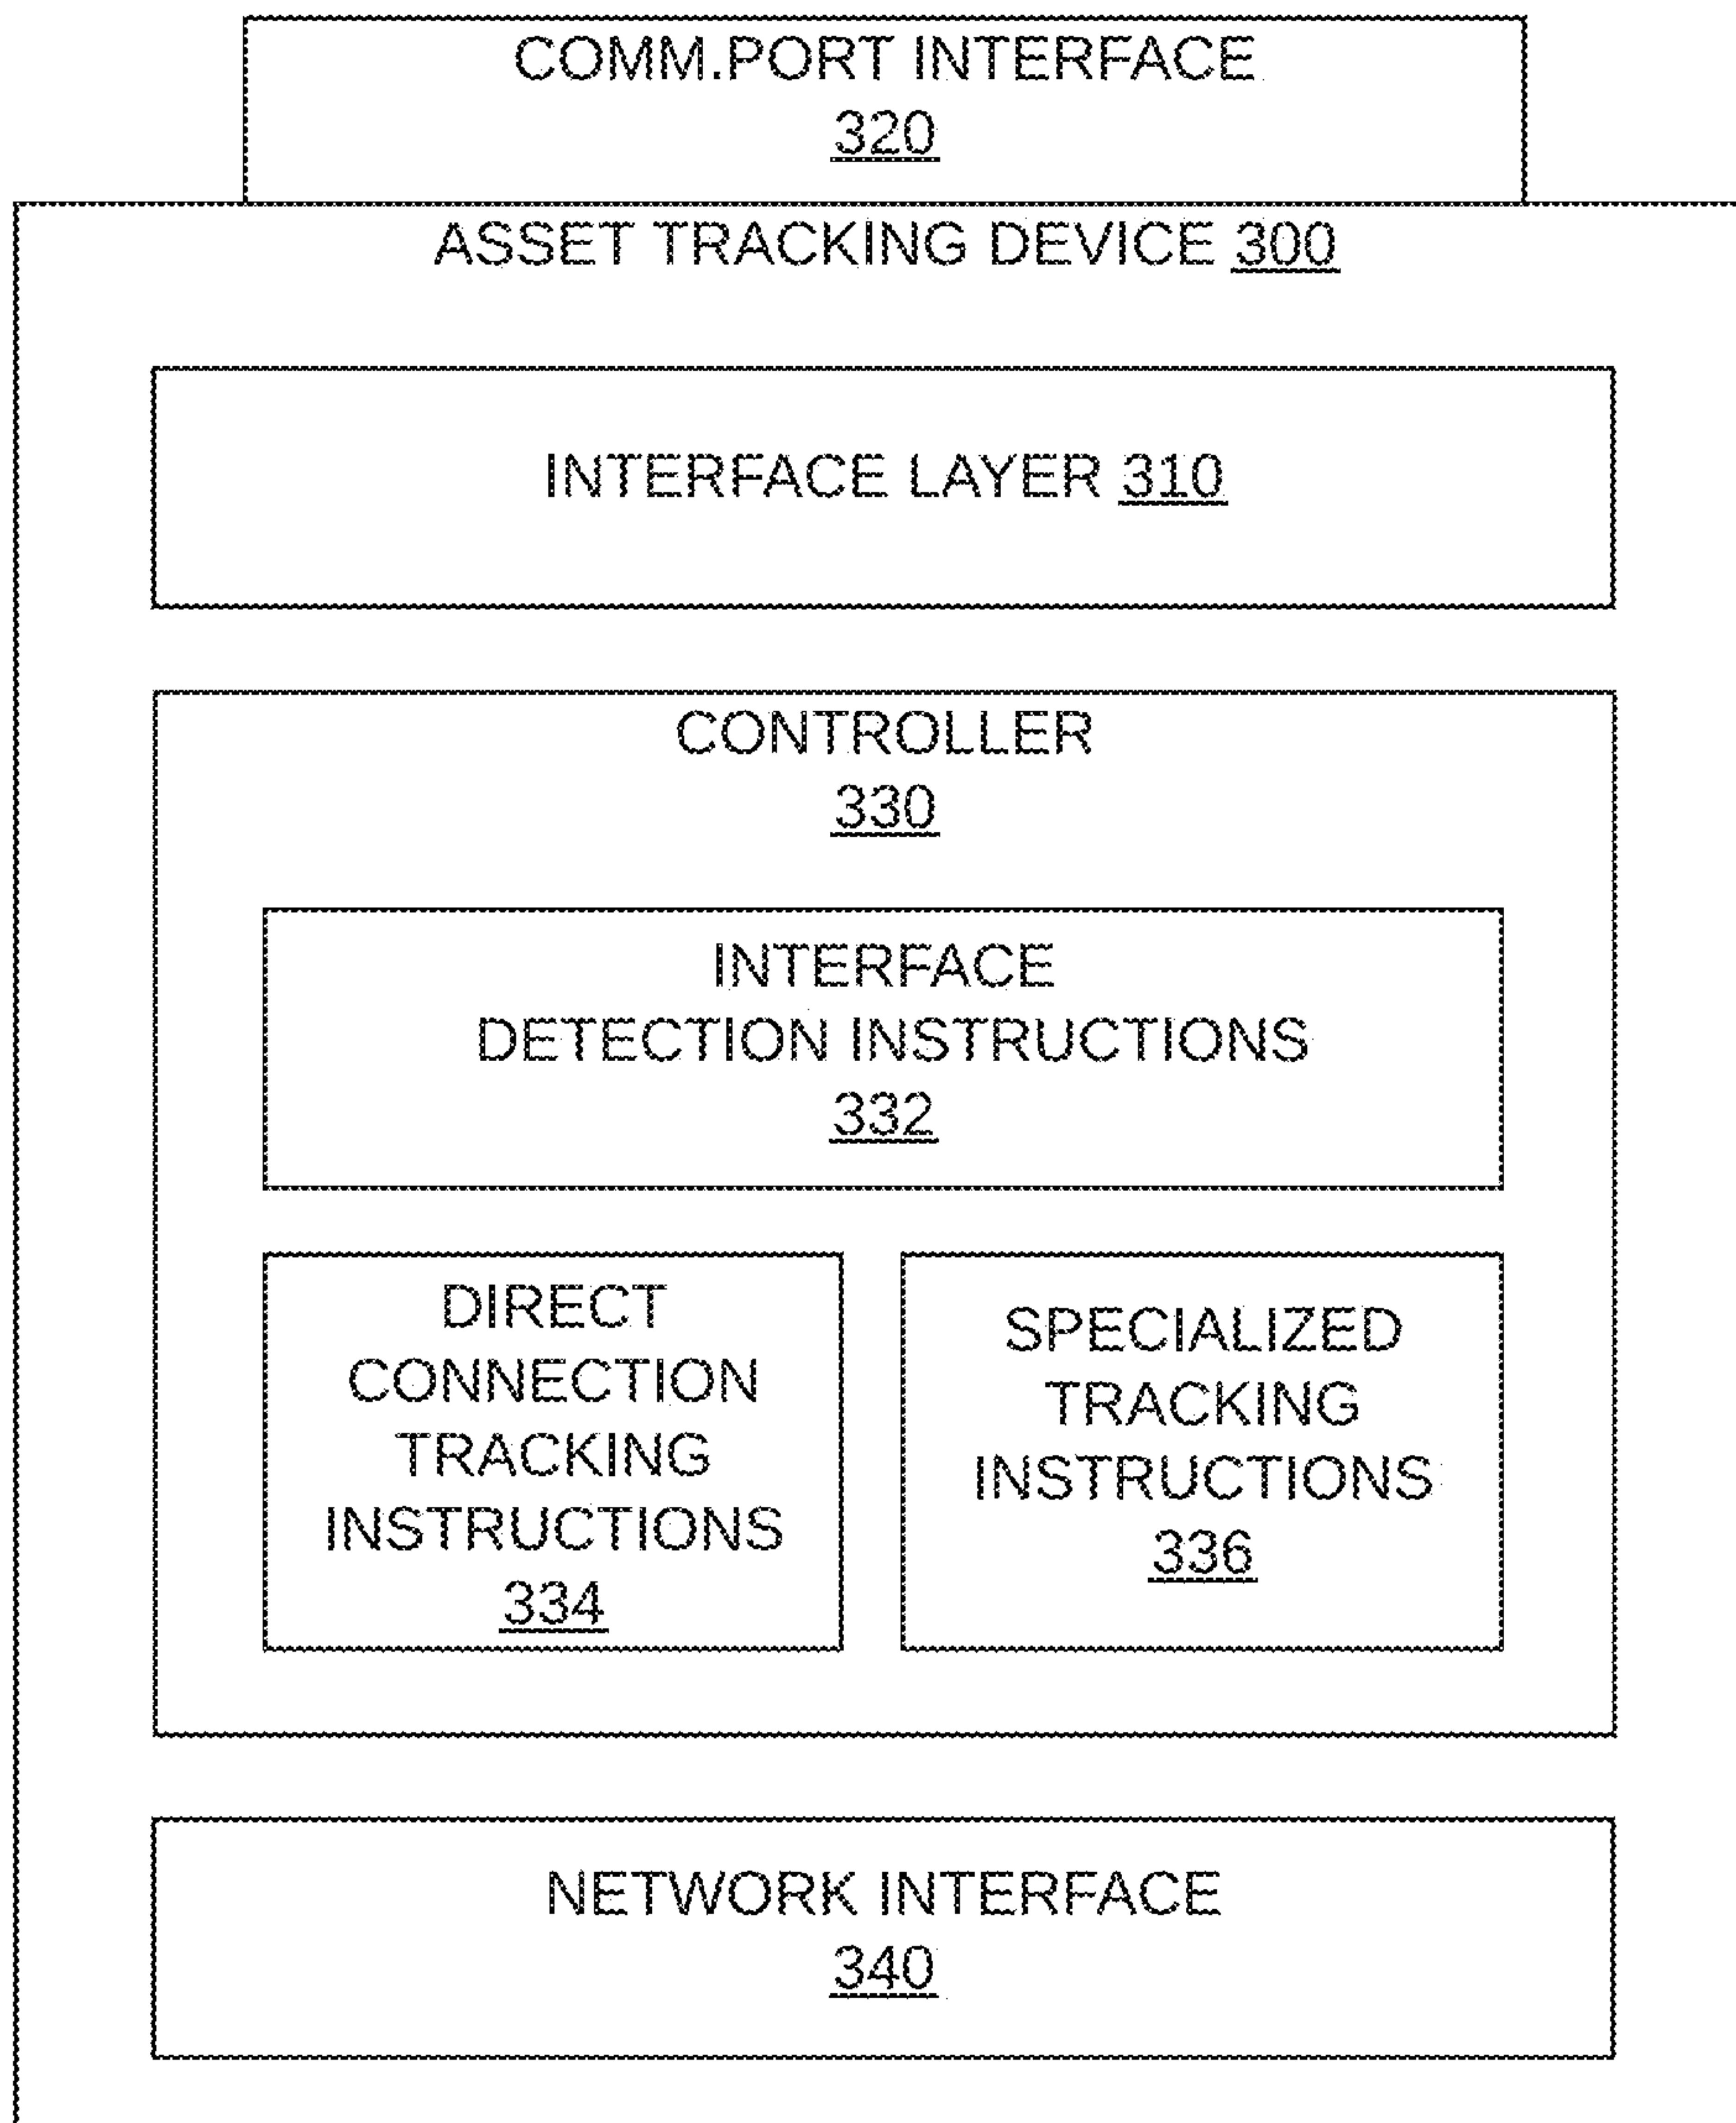 COMM.PORT INTERFACE
320
ASSET TRACKING DEVICE 300
INTERFACE LAYER 310
CONTROLLER
330
INTERFACE
DETECTION INSTRUCTIONS
332
DIRECT
CONNECTION
TRACKING
INSTRUCTIONS
334
SPECIALIZED
TRACKING
INSTRUCTIONS
336
NETWORK INTERFACE
340